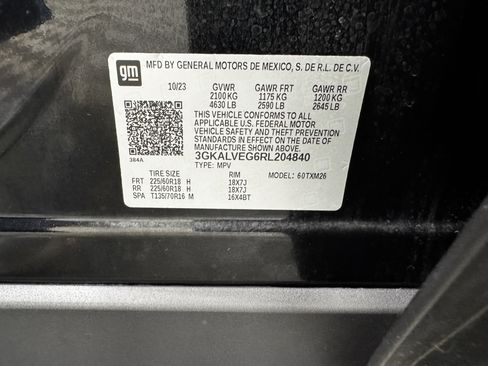 gm
MFD BY GENERAL MOTORS DE MEXICO, S. DE R.L. DE C.V.
10/23 GVWR GAWR FRT GAWR RR
2100 KG 1175 KG 1200 KG
4630 LB 2590 LB 2645 LB
THIS VEHICLE CONFORMS TO ALL
APPLICABLE U.S. FEDERAL MOTOR
VEHICLE SAFETY AND THEFT PREVENTION
STANDARDS IN EFFECT ON THE DATE OF
MANUFACTURE SHOWN ABOVE.
3GKALVEG6RL204840
384A
TYPE: MPV
TIRE SIZE RIM MODEL: 60TXM26
FRT 225/60R18 H 18X7J
RR 225/60R18 H 18X7J
SPA T135/70R16 M 16X4BT